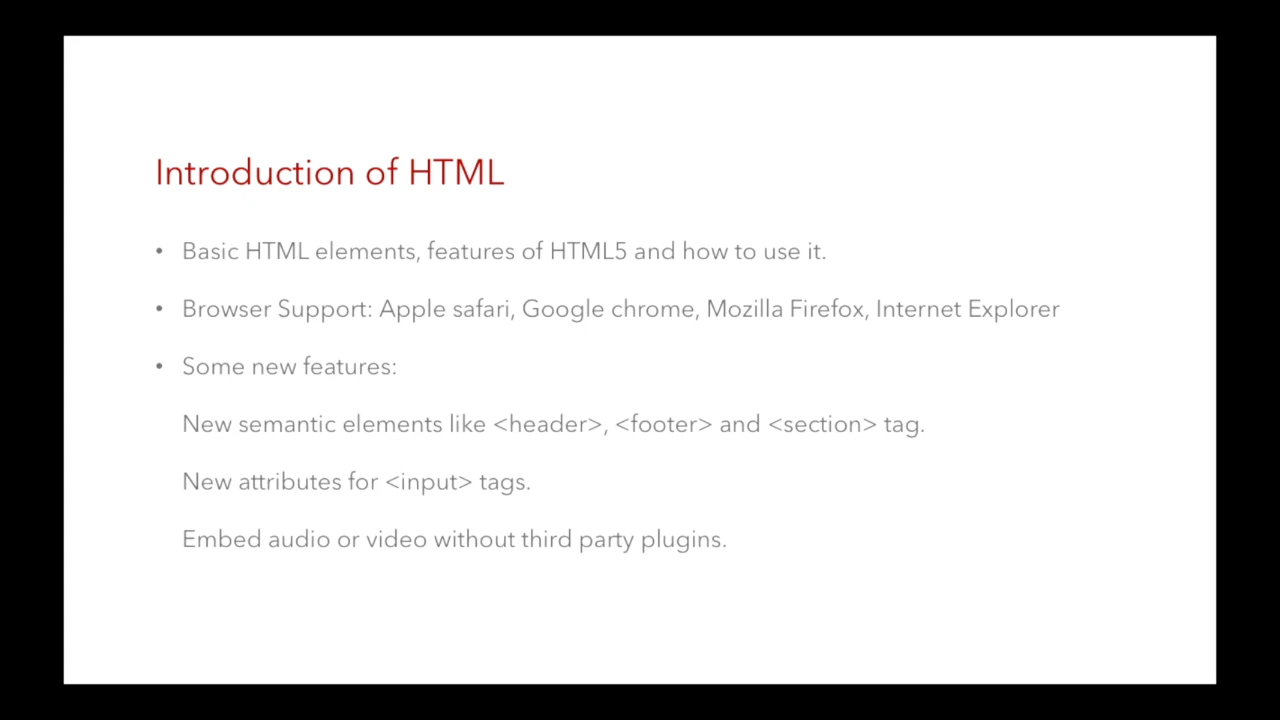 Introduction of HTML
• Basic HTML elements, features of HTML5 and how to use it.
• Browser Support: Apple safari, Google chrome, Mozilla Firefox, Internet Explorer
• Some new features:
New semantic elements like <header>, <footer> and <section> tag.
New attributes for <input> tags.
Embed audio or video without third party plugins.